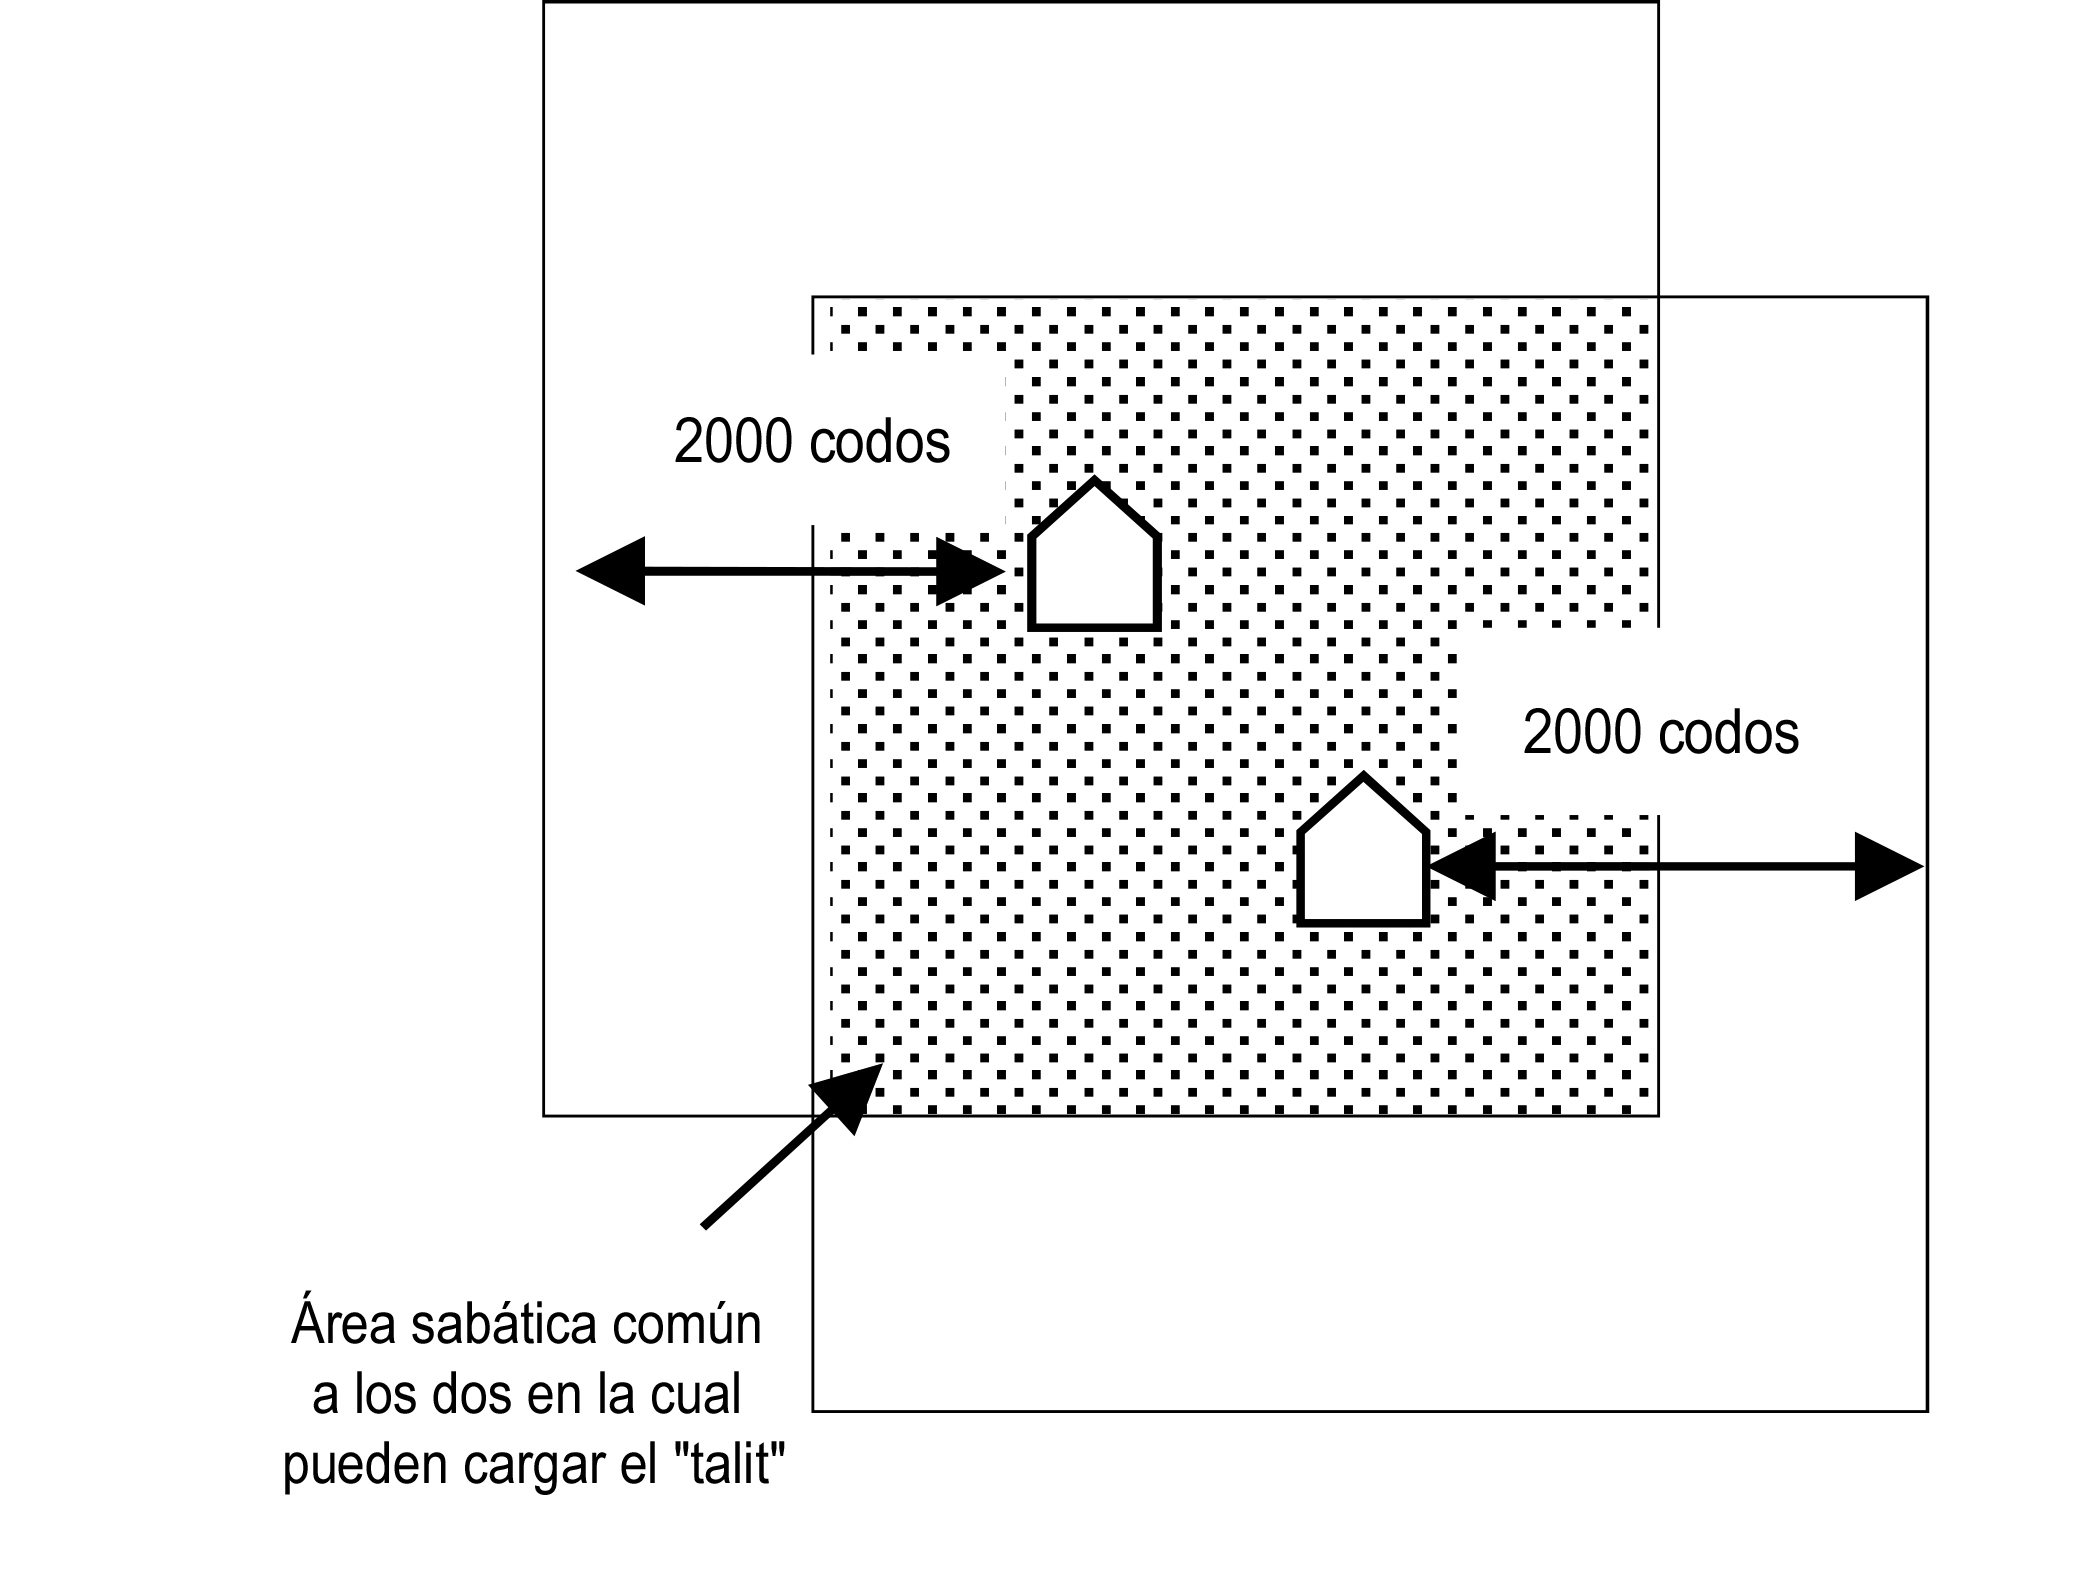 2000 codos
2000 codos
Área sabática común
a los dos en la cual
pueden cargar el "talit"